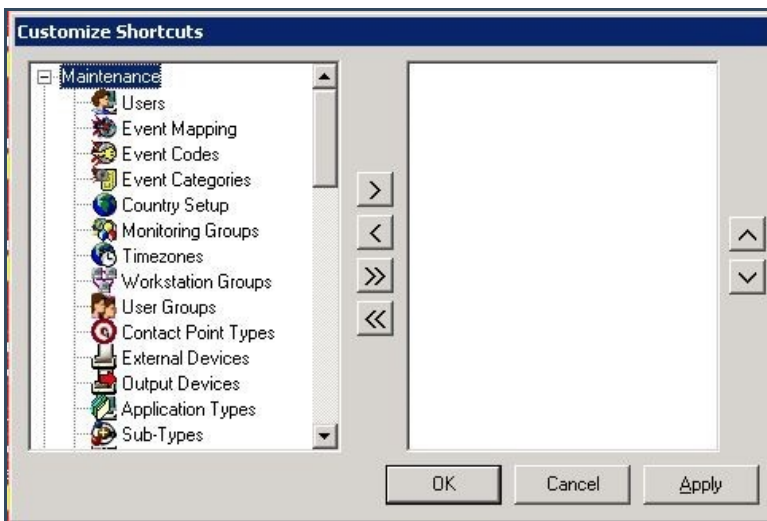 Customize Shortcuts
Maintenance
Users
Event Mapping
Event Codes
Event Categories
Country Setup
Monitoring Groups
Timezones
Workstation Groups
User Groups
Contact Point Types
External Devices
Output Devices
Application Types
Sub-Types
>
<
>>
<<
OK
Cancel
Apply